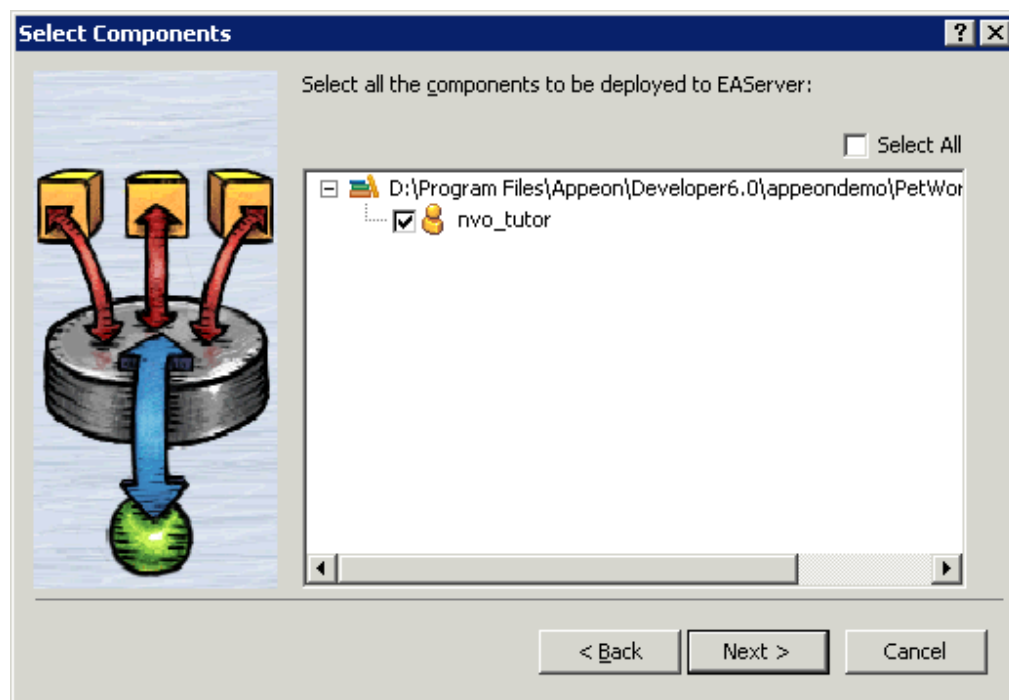 Select Components
Select all the components to be deployed to EAServer:
Select All
D:\Program Files\Appeon\Developer6.0\appeondemo\PetWor
nvo_tutor
< Back
Next >
Cancel